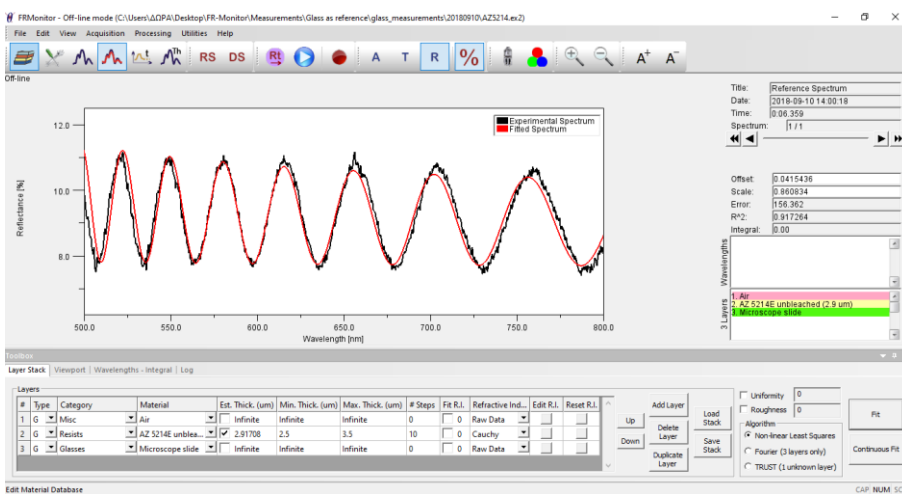 FRMonitor - Off-line mode (C:\Users\ΔΩΡΑ\Desktop\FR-Monitor\Measurements\Glass as reference\glass_measurements\20180910\AZ5214.ex2)
File Edit View Acquisition Processing Utilities Help
Th
RS DS Rt A T R % A+ A-
Off-line
Title: Reference Spectrum
Date: 2018-09-10 14:00:18
Time: 0:06.359
Spectrum: 1 / 1
Experimental Spectrum
Fitted Spectrum
12.0
10.0
8.0
Reflectance [%]
500.0 550.0 600.0 650.0 700.0 750.0 800.0
Wavelength [nm]
Offset: 0.0415436
Scale: 0.860834
Error: 156.362
R^2: 0.917264
Integral: 0.00
Wavelengths
3 Layers
1. Air
2. AZ 5214E unbleached (2.9 um)
3. Microscope slide
Toolbox
Layer Stack Viewport Wavelengths - Integral Log
Layers
# Type Category Material Est. Thick. (um) Min. Thick. (um) Max. Thick. (um) # Steps Fit R.I. Refractive Ind... Edit R.I. Reset R.I.
1 G Misc Air Infinite Infinite Infinite 0 0 Raw Data
2 G Resists AZ 5214E unblea... 2.91708 2.5 3.5 10 0 Cauchy
3 G Glasses Microscope slide Infinite Infinite Infinite 0 0 Raw Data
Up
Down
Add Layer
Delete Layer
Duplicate Layer
Load Stack
Save Stack
Uniformity 0
Roughness 0
Algorithm
Non-linear Least Squares
Fourier (3 layers only)
TRUST (1 unknown layer)
Fit
Continuous Fit
Edit Material Database
CAP NUM SC